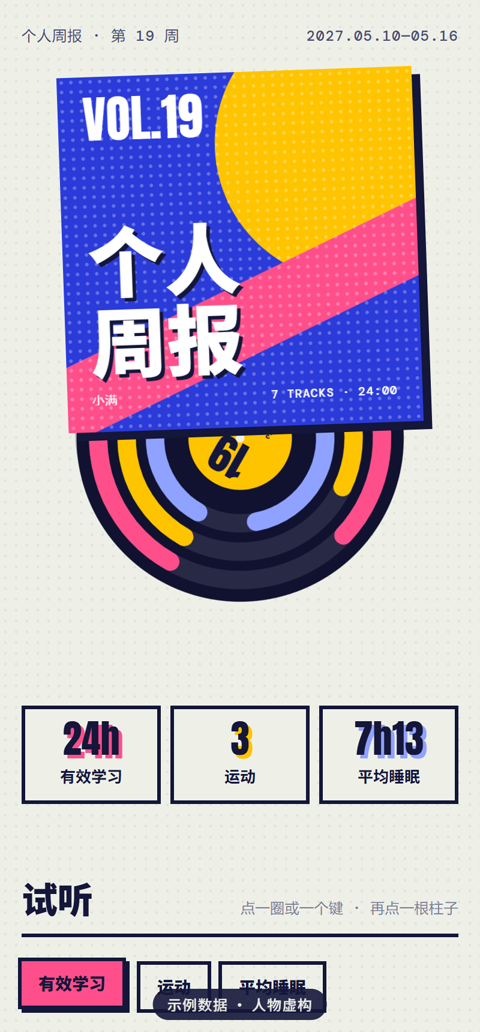 个人周报 · 第 19 周
2027.05.10—05.16
VOL.19
个人
周报
小满
7 TRACKS - 24:00
19
24h
有效学习
3
运动
7h13
平均睡眠
试听
点一圈或一个键 · 再点一根柱子
有效学习
运动
平均睡眠
示例数据 · 人物虚构